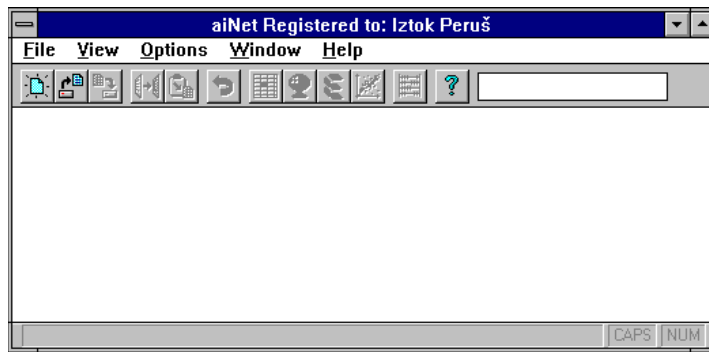 aiNet Registered to: Iztok Peruš
File View Options Window Help
?
CAPS NUM